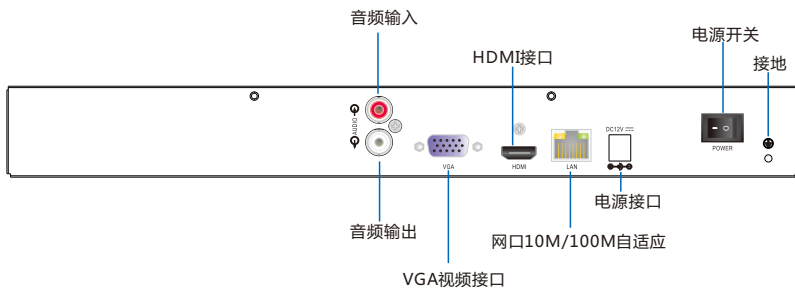 音频输入
电源开关
HDMI接口
接地
AUDIO
DC12V
POWER
VGA
HDMI
LAN
电源接口
音频输出
网口10M/100M自适应
VGA视频接口